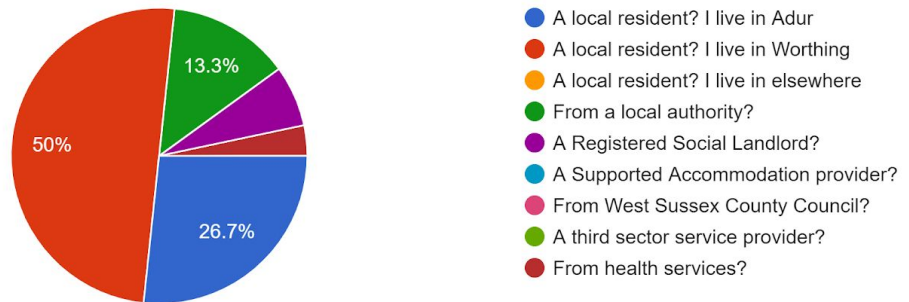 13.3%
50%
26.7%
A local resident? I live in Adur
A local resident? I live in Worthing
A local resident? I live in elsewhere
From a local authority?
A Registered Social Landlord?
A Supported Accommodation provider?
From West Sussex County Council?
A third sector service provider?
From health services?